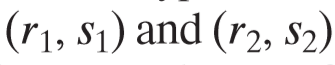 (r₁, s₁) and (r₂, s₂)